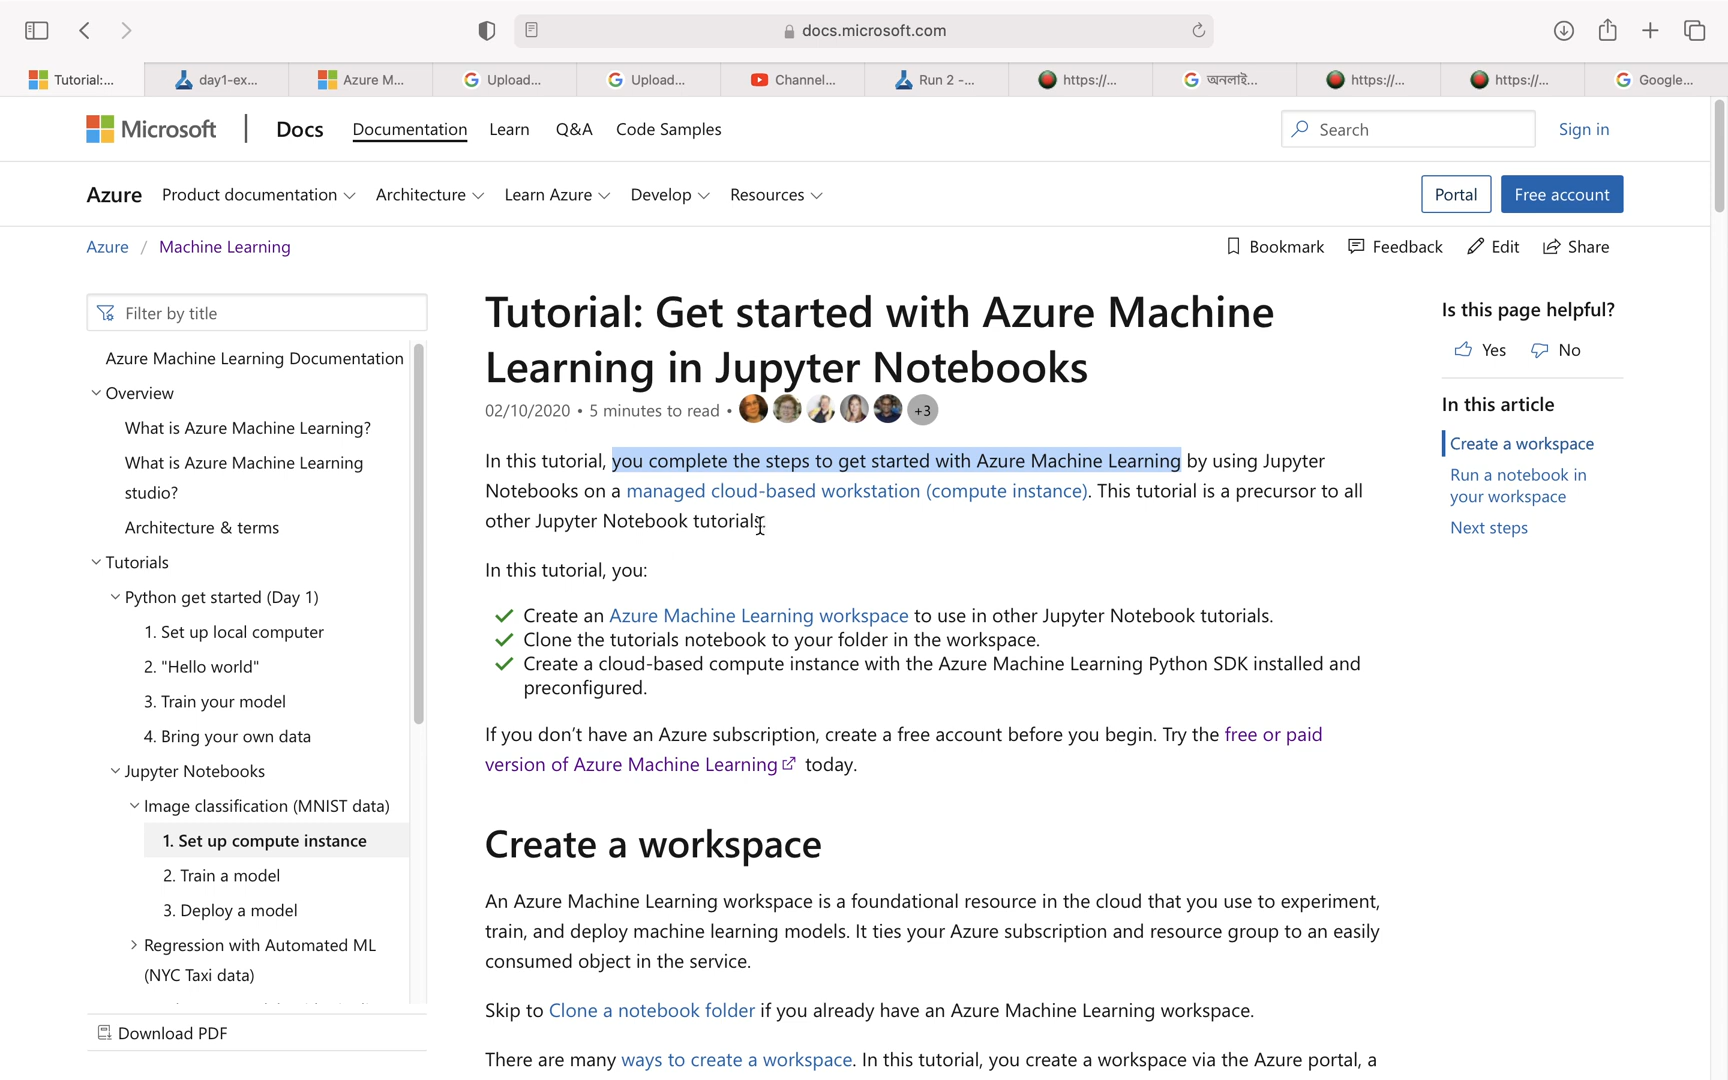 docs.microsoft.com
Tutorial:...
day1-ex...
Azure M...
Upload...
Upload...
Channel...
Run 2 -...
https://...
অনলাই...
https://...
https://...
Google...
Microsoft
Docs
Documentation
Learn
Q&A
Code Samples
Search
Sign in
Azure
Product documentation
Architecture
Learn Azure
Develop
Resources
Portal
Free account
Azure / Machine Learning
Bookmark
Feedback
Edit
Share
Filter by title
Azure Machine Learning Documentation
Overview
What is Azure Machine Learning?
What is Azure Machine Learning
studio?
Architecture & terms
Tutorials
Python get started (Day 1)
1. Set up local computer
2. "Hello world"
3. Train your model
4. Bring your own data
Jupyter Notebooks
Image classification (MNIST data)
1. Set up compute instance
2. Train a model
3. Deploy a model
Regression with Automated ML
(NYC Taxi data)
Download PDF
Tutorial: Get started with Azure Machine
Learning in Jupyter Notebooks
02/10/2020 • 5 minutes to read • +3
In this tutorial, you complete the steps to get started with Azure Machine Learning by using Jupyter
Notebooks on a managed cloud-based workstation (compute instance). This tutorial is a precursor to all
other Jupyter Notebook tutorials.
In this tutorial, you:
Create an Azure Machine Learning workspace to use in other Jupyter Notebook tutorials.
Clone the tutorials notebook to your folder in the workspace.
Create a cloud-based compute instance with the Azure Machine Learning Python SDK installed and
preconfigured.
If you don't have an Azure subscription, create a free account before you begin. Try the free or paid
version of Azure Machine Learning today.
Create a workspace
An Azure Machine Learning workspace is a foundational resource in the cloud that you use to experiment,
train, and deploy machine learning models. It ties your Azure subscription and resource group to an easily
consumed object in the service.
Skip to Clone a notebook folder if you already have an Azure Machine Learning workspace.
There are many ways to create a workspace. In this tutorial, you create a workspace via the Azure portal, a
Is this page helpful?
Yes
No
In this article
Create a workspace
Run a notebook in
your workspace
Next steps